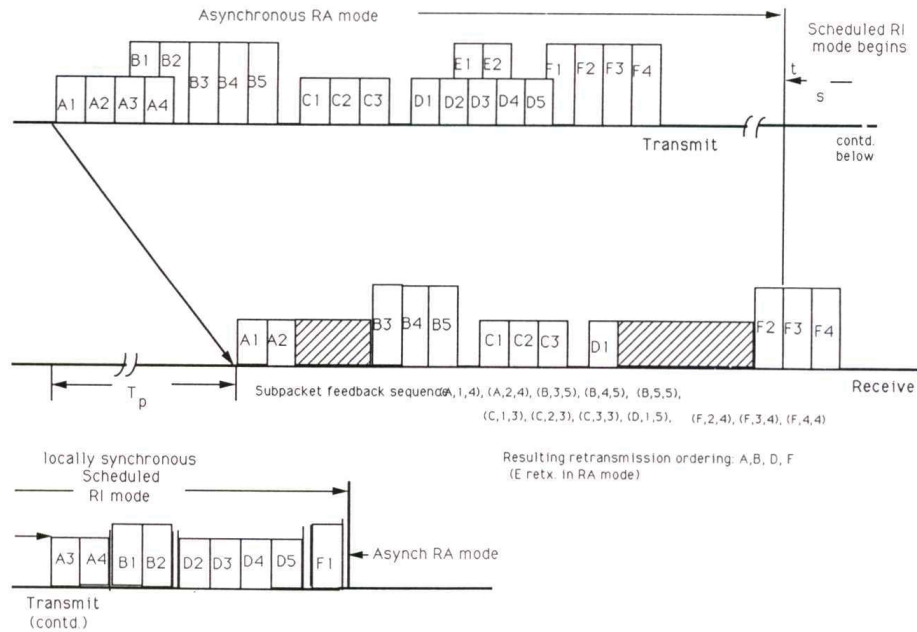 Asynchronous RA mode
Scheduled RI
mode begins
t
s
B1 B2
E1 E2
B3 B4 B5
F1 F2 F3 F4
A1 A2 A3 A4
C1 C2 C3
D1 D2 D3 D4 D5
Transmit
contd.
below
B3 B4 B5
F2 F3 F4
A1 A2
C1 C2 C3
D1
Receive
Tp
Subpacket feedback sequence (A,1,4), (A,2,4), (B,3,5), (B,4,5), (B,5,5),
(C,1,3), (C,2,3), (C,3,3), (D,1,5), (F,2,4), (F,3,4), (F,4,4)
Resulting retransmission ordering: A,B, D, F
(E retx. in RA mode)
locally synchronous
Scheduled
RI mode
A3 A4 B1 B2 D2 D3 D4 D5 F1
Asynch RA mode
Transmit
(contd.)